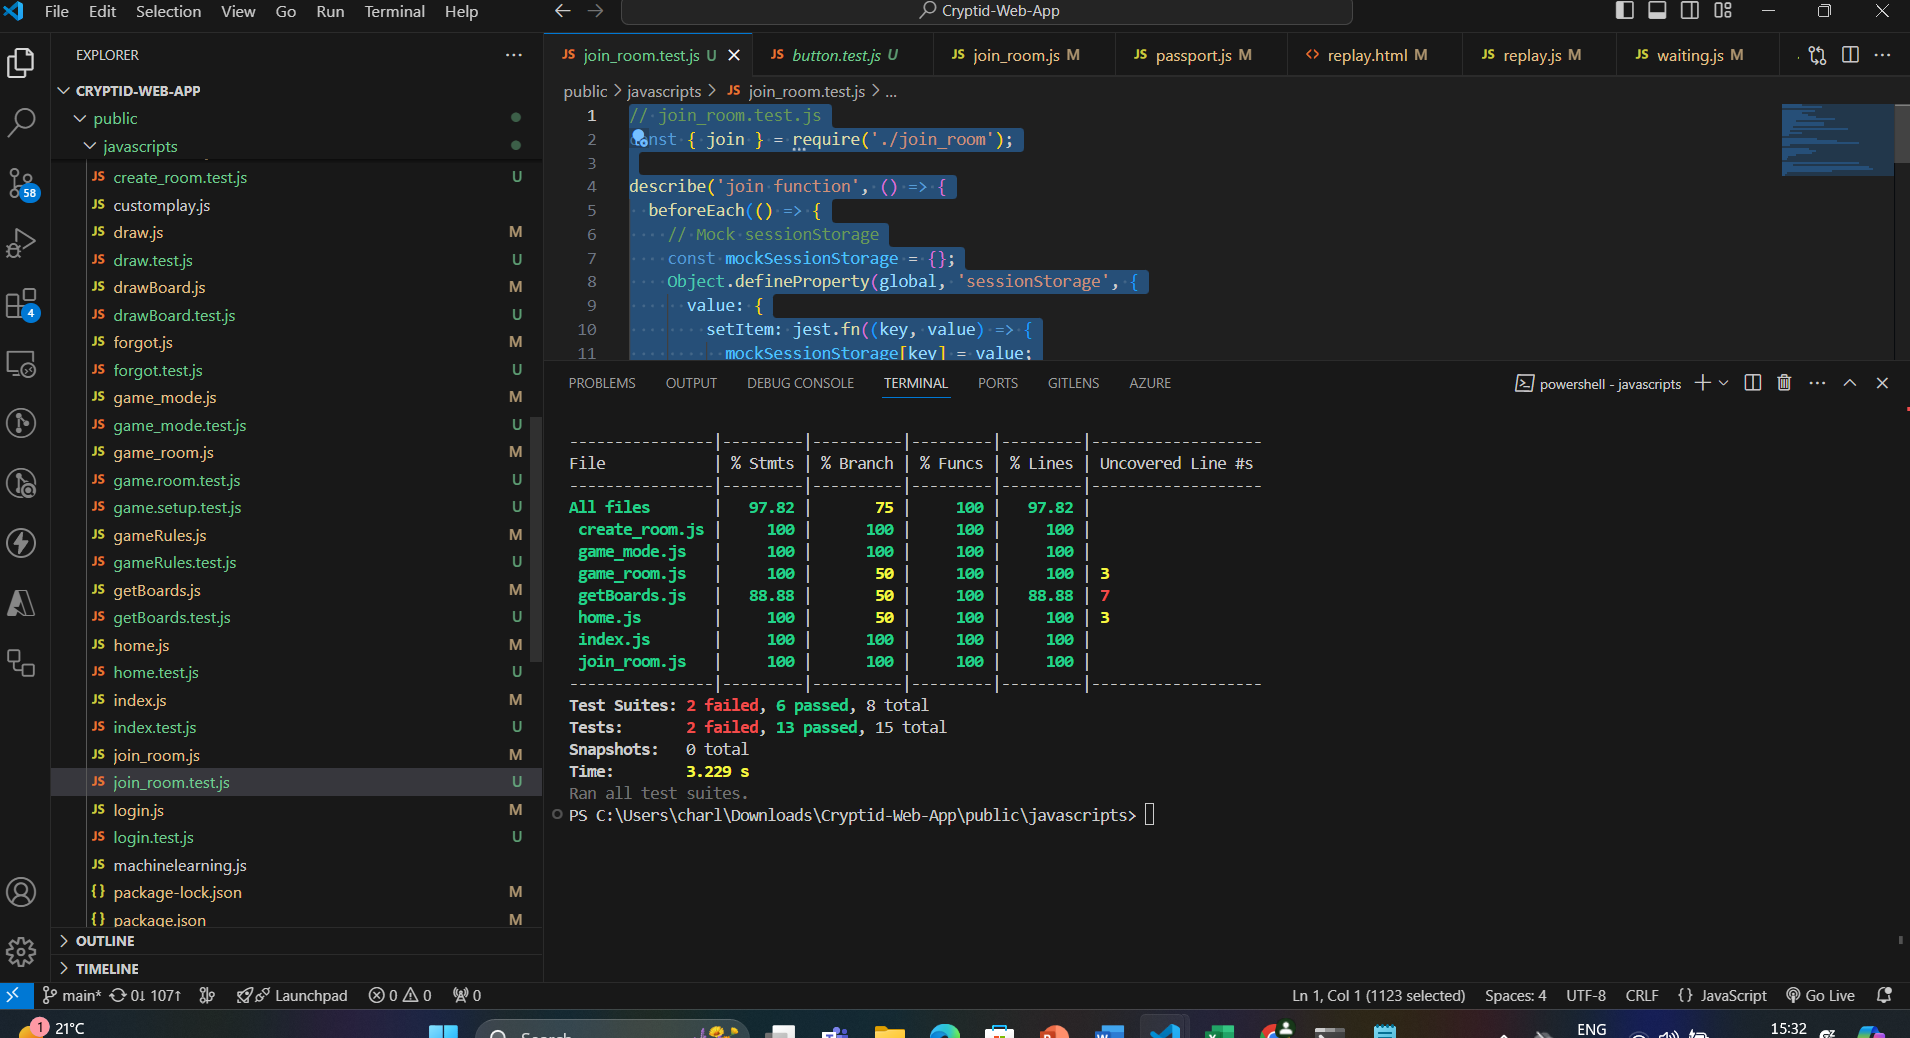 File Edit Selection View Go Run Terminal Help
Cryptid-Web-App
EXPLORER
CRYPTID-WEB-APP
public
javascripts
JS create_room.test.js U
JS customplay.js
JS draw.js M
JS draw.test.js U
JS drawBoard.js M
JS drawBoard.test.js U
JS forgot.js M
JS forgot.test.js U
JS game_mode.js M
JS game_mode.test.js U
JS game_room.js M
JS game.room.test.js U
JS game.setup.test.js U
JS gameRules.js M
JS gameRules.test.js U
JS getBoards.js M
JS getBoards.test.js U
JS home.js M
JS home.test.js U
JS index.js M
JS index.test.js U
JS join_room.js M
JS join_room.test.js U
JS login.js M
JS login.test.js U
JS machinelearning.js
{} package-lock.json M
{} package.json M
OUTLINE
TIMELINE
58
4
JS join_room.test.js U
JS button.test.js U
JS join_room.js M
JS passport.js M
<> replay.html M
JS replay.js M
JS waiting.js M
public > javascripts > JS join_room.test.js > ...
1 // join_room.test.js
2 const { join } = require('./join_room');
3
4 describe('join function', () => {
5 beforeEach(() => {
6 // Mock sessionStorage
7 const mockSessionStorage = {};
8 Object.defineProperty(global, 'sessionStorage', {
9 value: {
10 setItem: jest.fn((key, value) => {
11 mockSessionStorage[key] = value;
PROBLEMS OUTPUT DEBUG CONSOLE TERMINAL PORTS GITLENS AZURE
powershell - javascripts
----------------|---------|----------|---------|---------|-------------------
File | % Stmts | % Branch | % Funcs | % Lines | Uncovered Line #s
----------------|---------|----------|---------|---------|-------------------
All files | 97.82 | 75 | 100 | 97.82 |
create_room.js | 100 | 100 | 100 | 100 |
game_mode.js | 100 | 100 | 100 | 100 |
game_room.js | 100 | 50 | 100 | 100 | 3
getBoards.js | 88.88 | 50 | 100 | 88.88 | 7
home.js | 100 | 50 | 100 | 100 | 3
index.js | 100 | 100 | 100 | 100 |
join_room.js | 100 | 100 | 100 | 100 |
----------------|---------|----------|---------|---------|-------------------
Test Suites: 2 failed, 6 passed, 8 total
Tests: 2 failed, 13 passed, 15 total
Snapshots: 0 total
Time: 3.229 s
Ran all test suites.
PS C:\Users\charl\Downloads\Cryptid-Web-App\public\javascripts>
main* 0↓ 107↑ Launchpad 0 0 0
Ln 1, Col 1 (1123 selected) Spaces: 4 UTF-8 CRLF {} JavaScript Go Live
1 21°C
Search
ENG
15:32